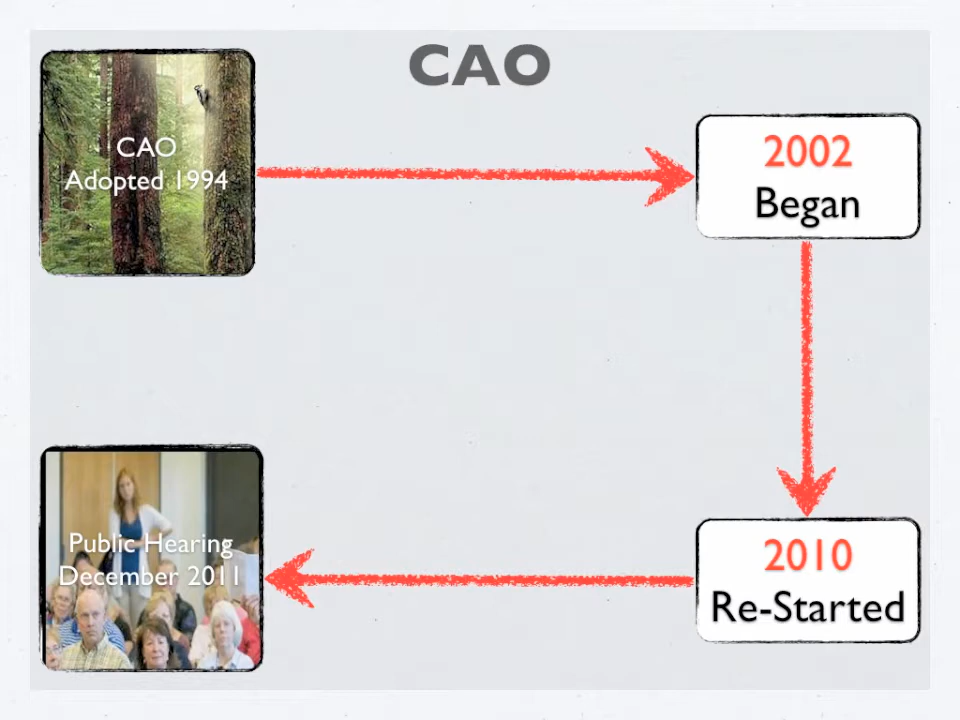 CAO
CAO
Adopted 1994
2002
Began
2010
Re-Started
Public Hearing
December 2011